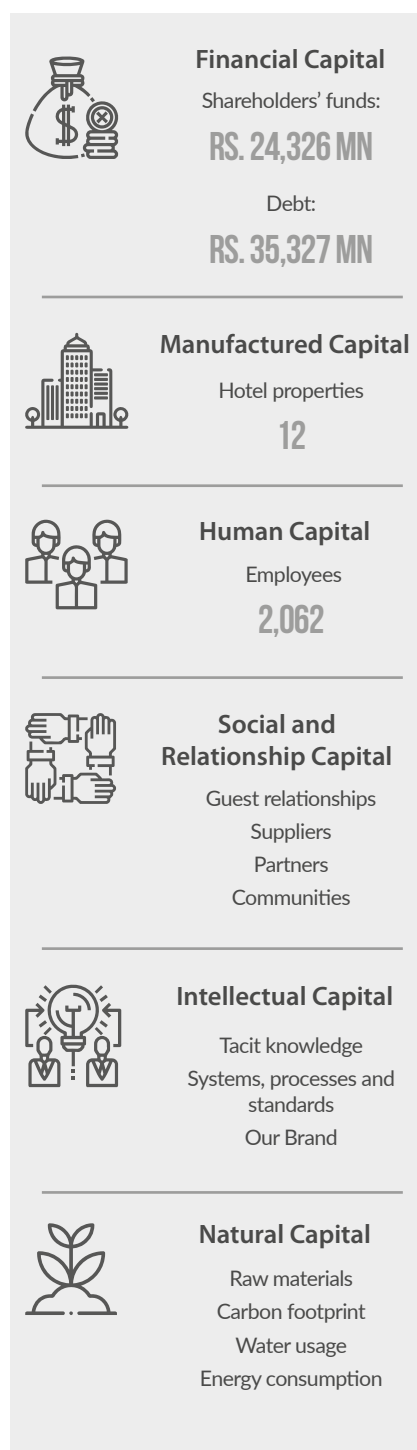 Financial Capital
Shareholders’ funds:
RS. 24,326 MN
Debt:
RS. 35,327 MN
Manufactured Capital
Hotel properties
12
Human Capital
Employees
2,062
Social and
Relationship Capital
Guest relationships
Suppliers
Partners
Communities
Intellectual Capital
Tacit knowledge
Systems, processes and
standards
Our Brand
Natural Capital
Raw materials
Carbon footprint
Water usage
Energy consumption